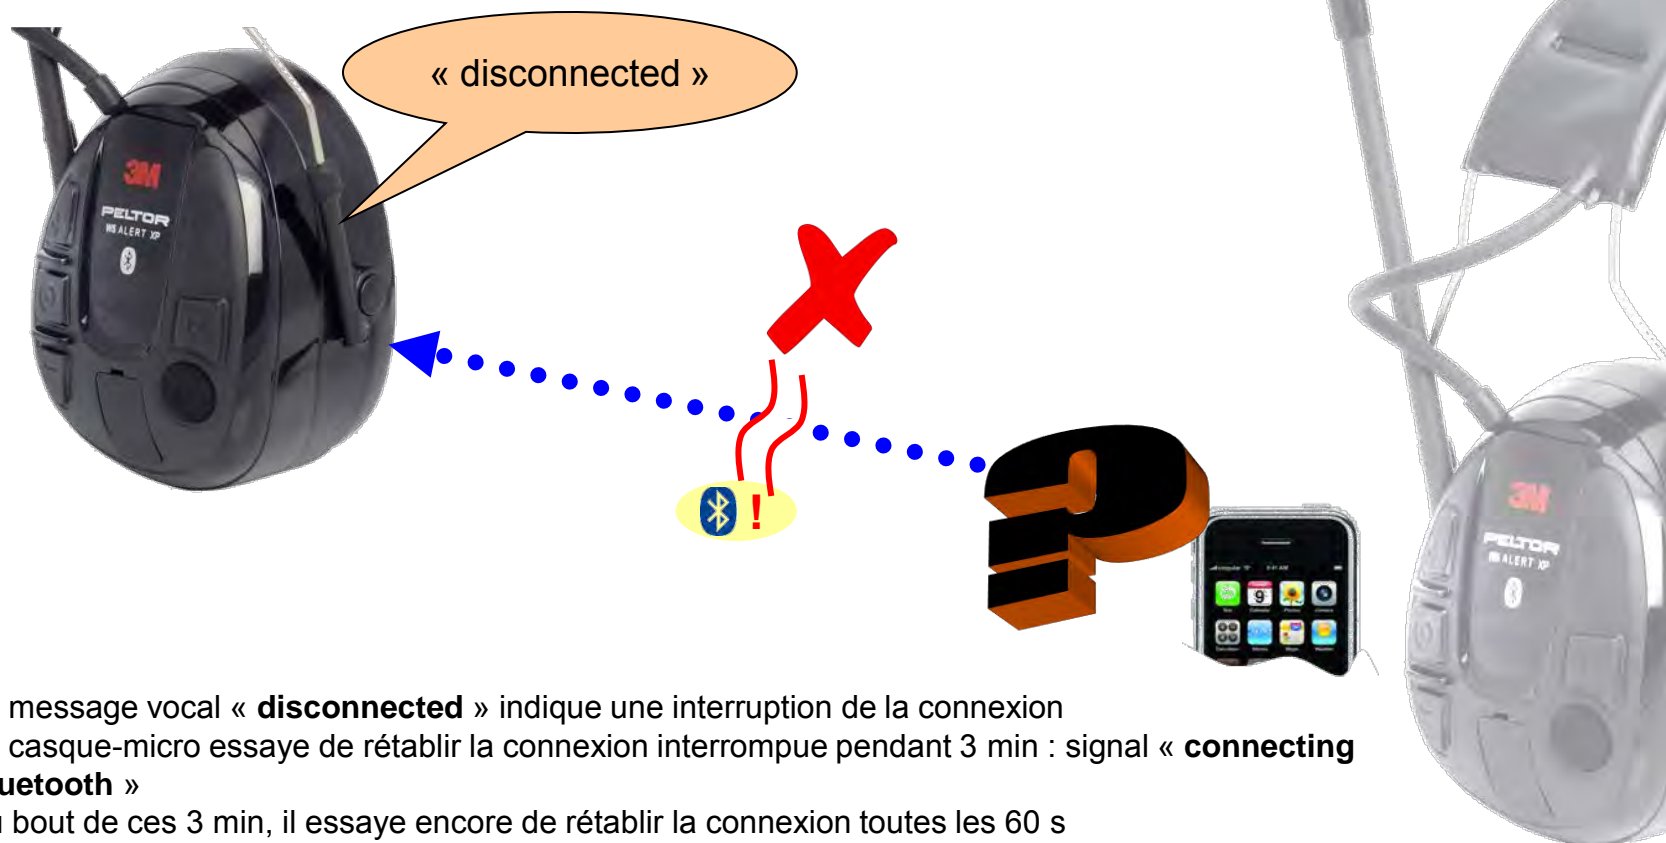 « disconnected »
3M
PELTOR
WS ALERT XP
!
3M
PELTOR
WS ALERT XP
9
message vocal « disconnected » indique une interruption de la connexion
casque-micro essaye de rétablir la connexion interrompue pendant 3 min : signal « connecting
uetooth »
bout de ces 3 min, il essaye encore de rétablir la connexion toutes les 60 s